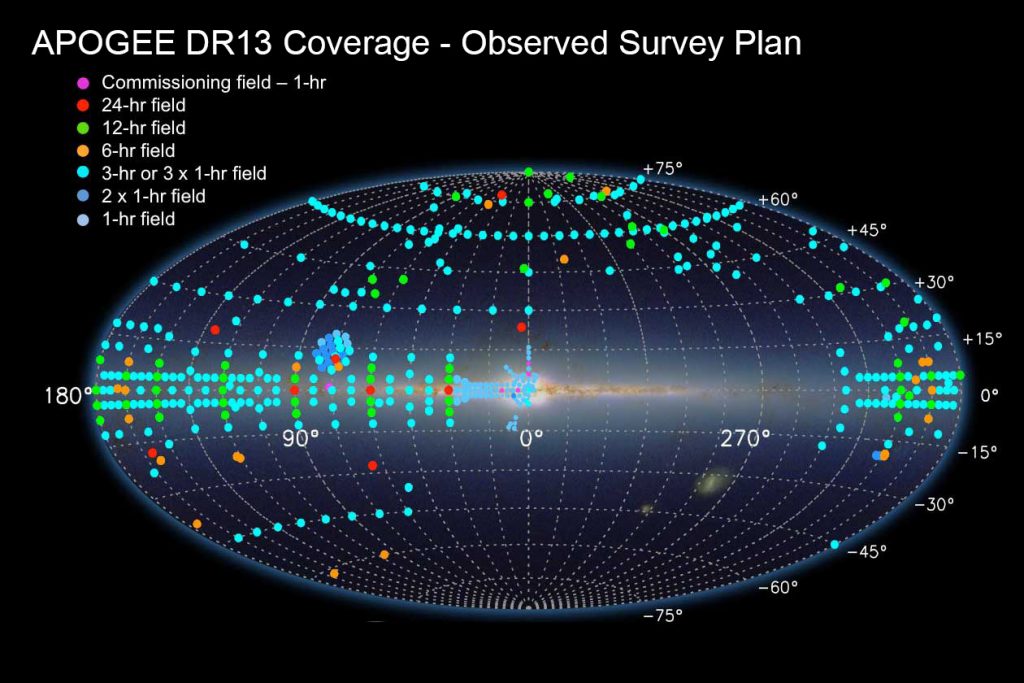 APOGEE DR13 Coverage - Observed Survey Plan
Commissioning field – 1-hr
24-hr field
12-hr field
6-hr field
3-hr or 3 x 1-hr field
2 x 1-hr field
1-hr field
+75°
+60°
+45°
+30°
+15°
180°
0°
90°
0°
270°
−15°
−30°
−45°
−60°
−75°